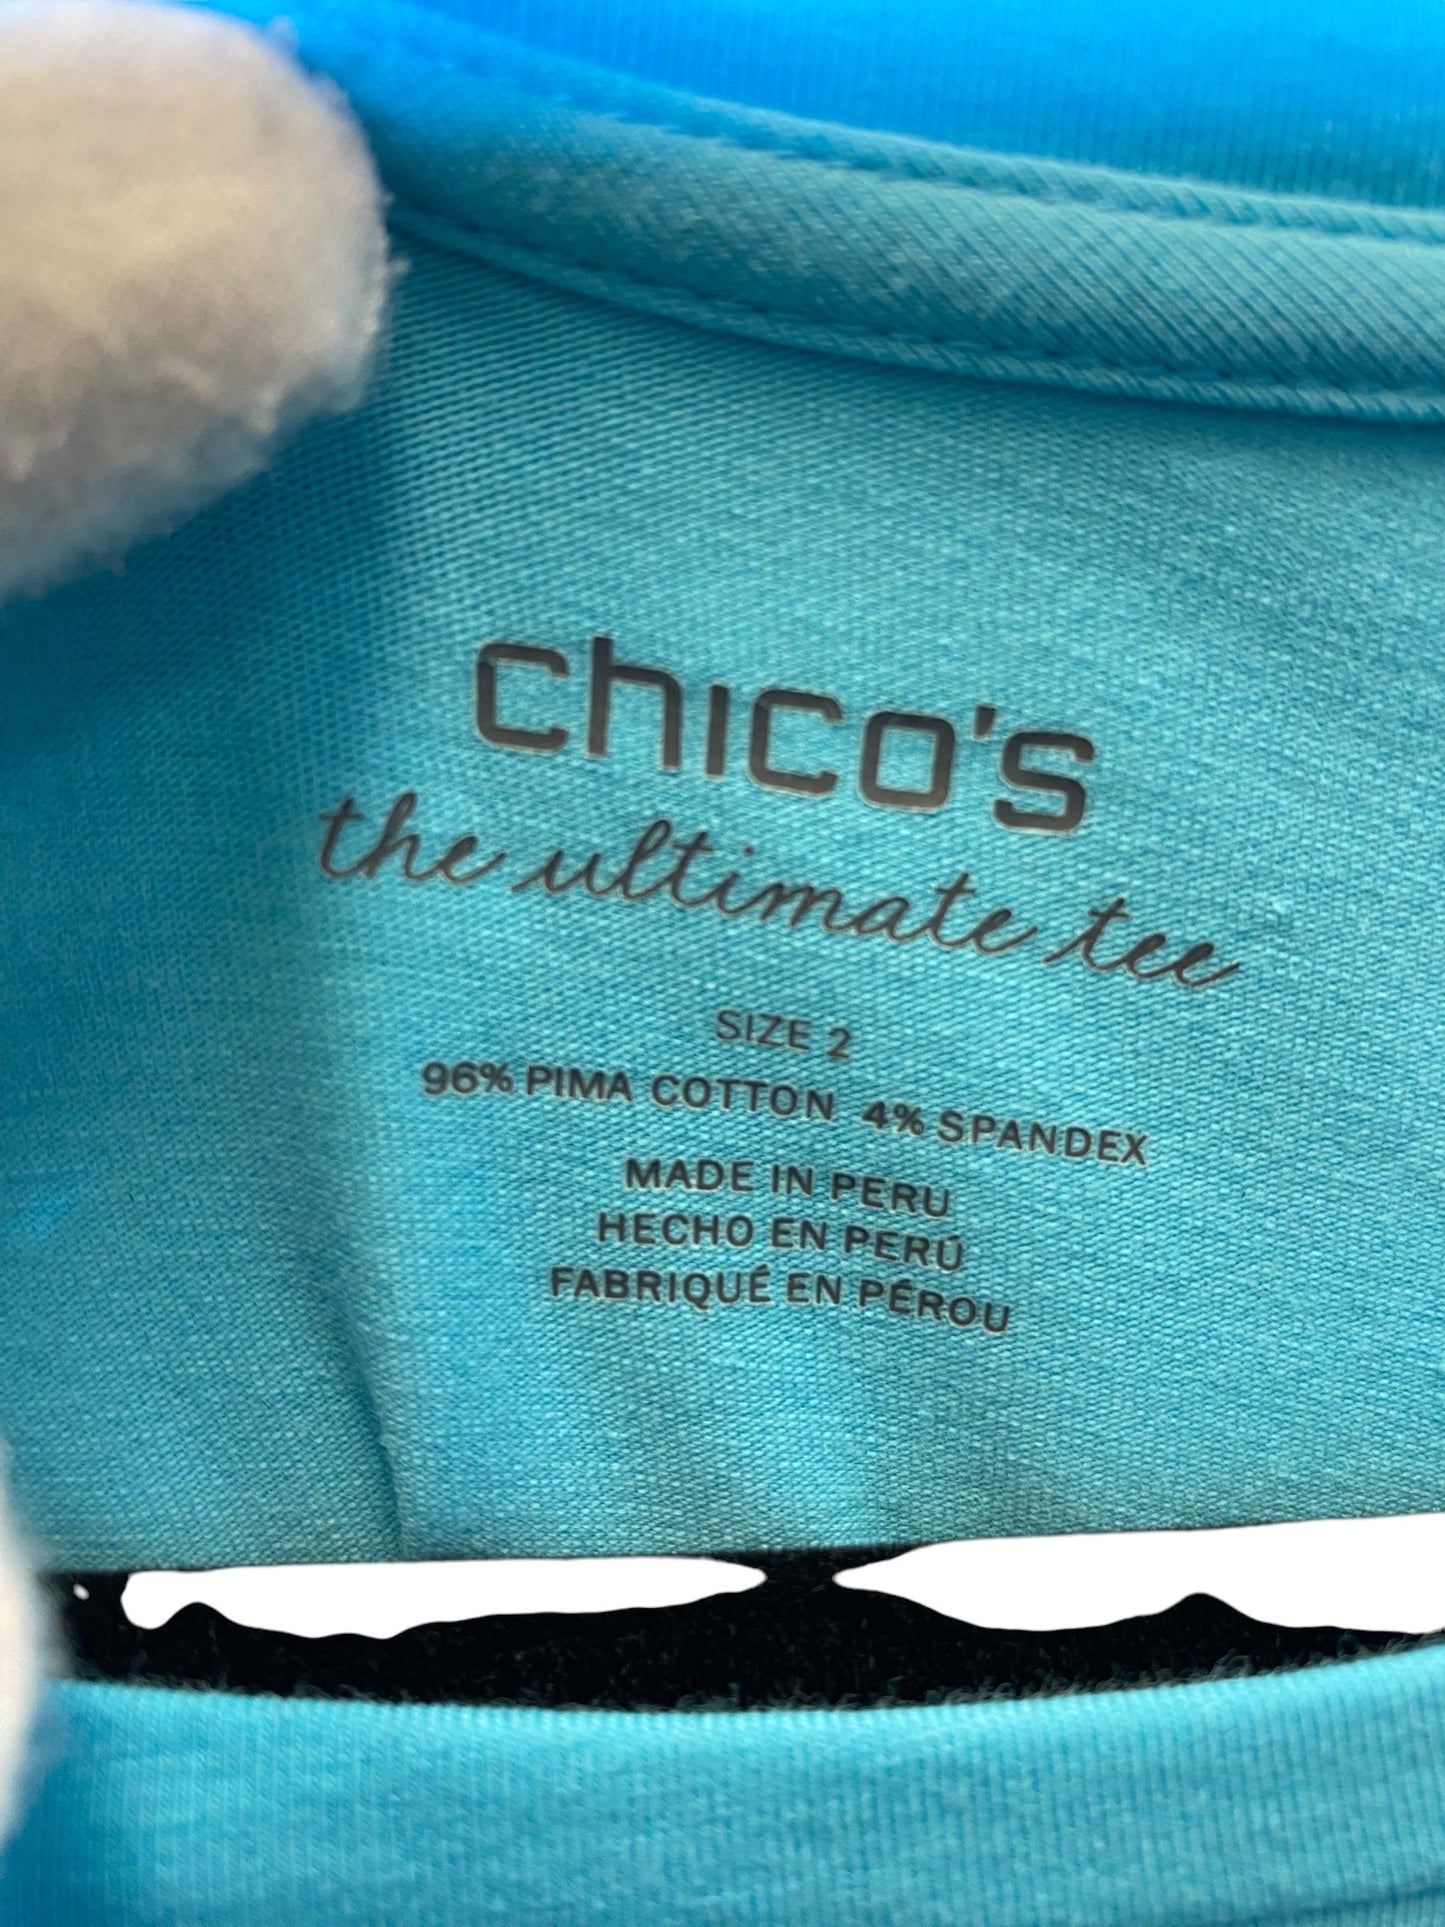 chico's
the ultimate tee
SIZE 2
96% PIMA COTTON 4% SPANDEX
MADE IN PERU
HECHO EN PERÚ
FABRIQUÉ EN PÉROU